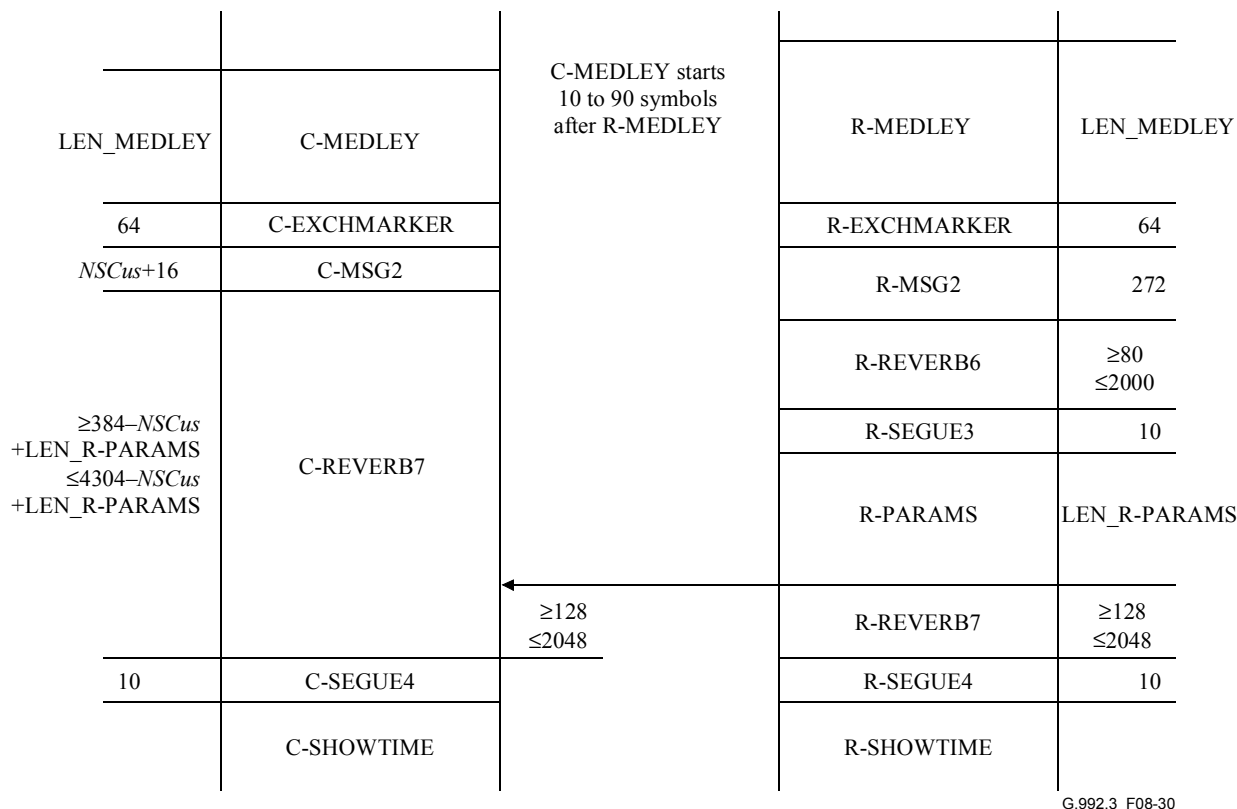 C-MEDLEY starts
10 to 90 symbols
after R-MEDLEY
LEN_MEDLEY
C-MEDLEY
R-MEDLEY
LEN_MEDLEY
64
C-EXCHMARKER
R-EXCHMARKER
64
NSCus+16
C-MSG2
R-MSG2
272
R-REVERB6
≥80
≤2000
≥384–NSCus
+LEN_R-PARAMS
≤4304–NSCus
+LEN_R-PARAMS
C-REVERB7
R-SEGUE3
10
R-PARAMS
LEN_R-PARAMS
≥128
≤2048
R-REVERB7
≥128
≤2048
10
C-SEGUE4
R-SEGUE4
10
C-SHOWTIME
R-SHOWTIME
G.992.3_F08-30